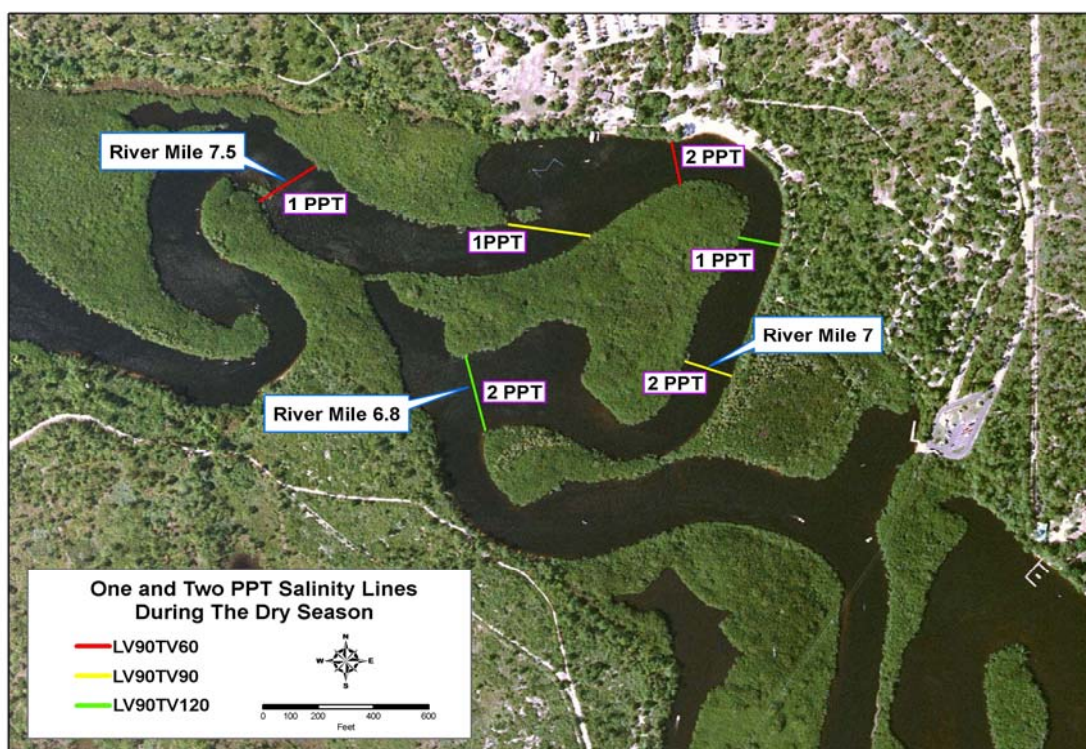 River Mile 7.5
2 PPT
1 PPT
1PPT
1 PPT
River Mile 7
2 PPT
2 PPT
River Mile 6.8
One and Two PPT Salinity Lines
During The Dry Season
LV90TV60
LV90TV90
LV90TV120
N
W
E
S
0 100 200 400 600
Feet